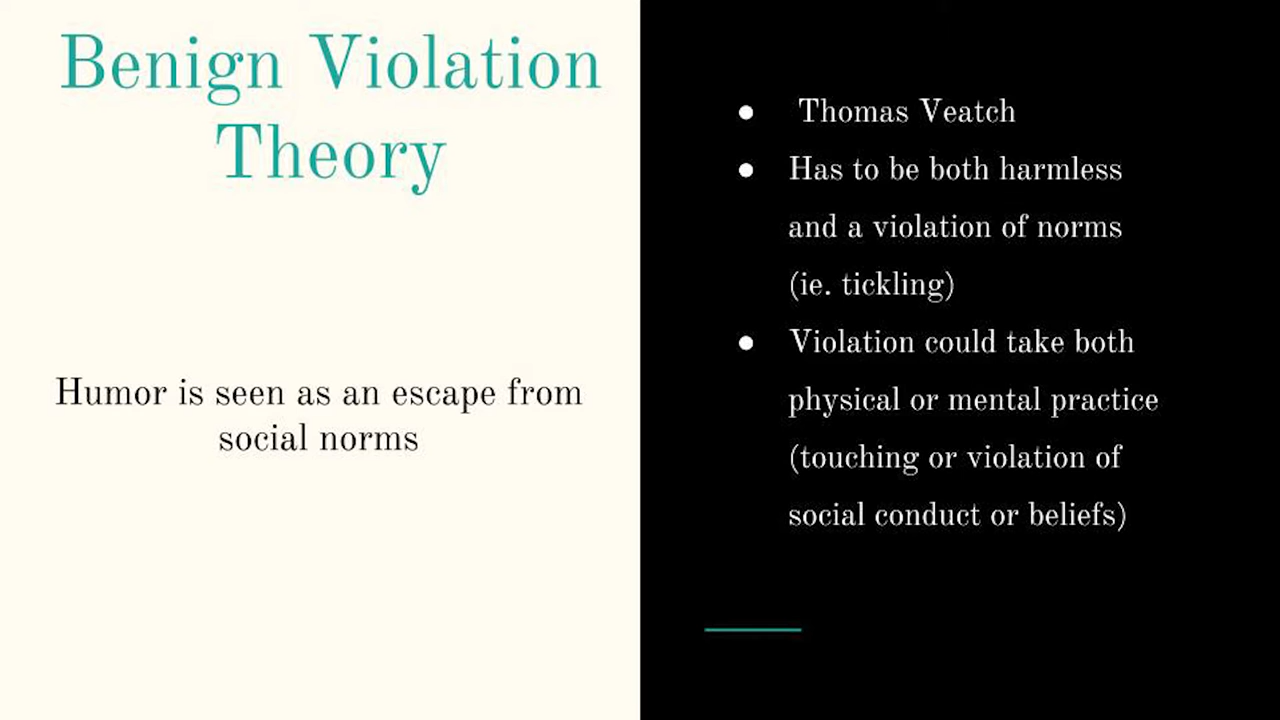 Benign Violation
Theory
Humor is seen as an escape from
social norms
● Thomas Veatch
● Has to be both harmless
and a violation of norms
(ie. tickling)
● Violation could take both
physical or mental practice
(touching or violation of
social conduct or beliefs)